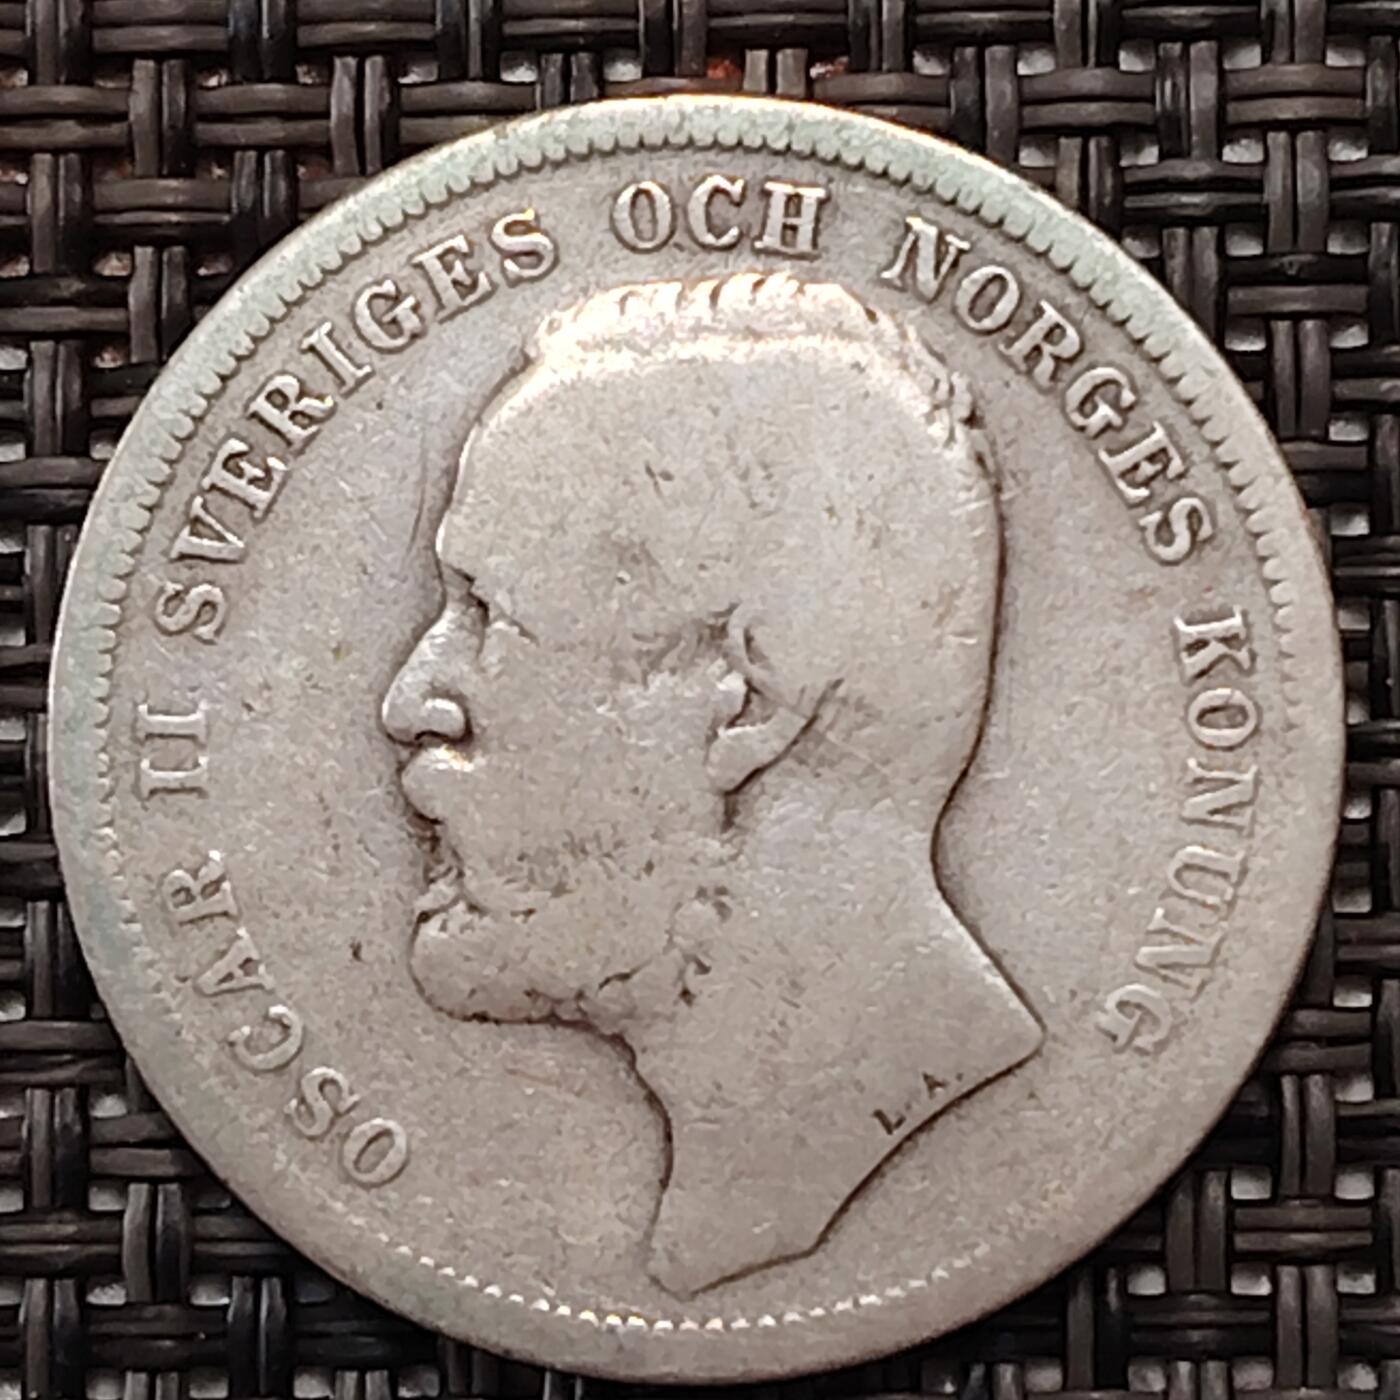 OSCAR II SVERIGES OCH NORGES KONUNG
L. A.